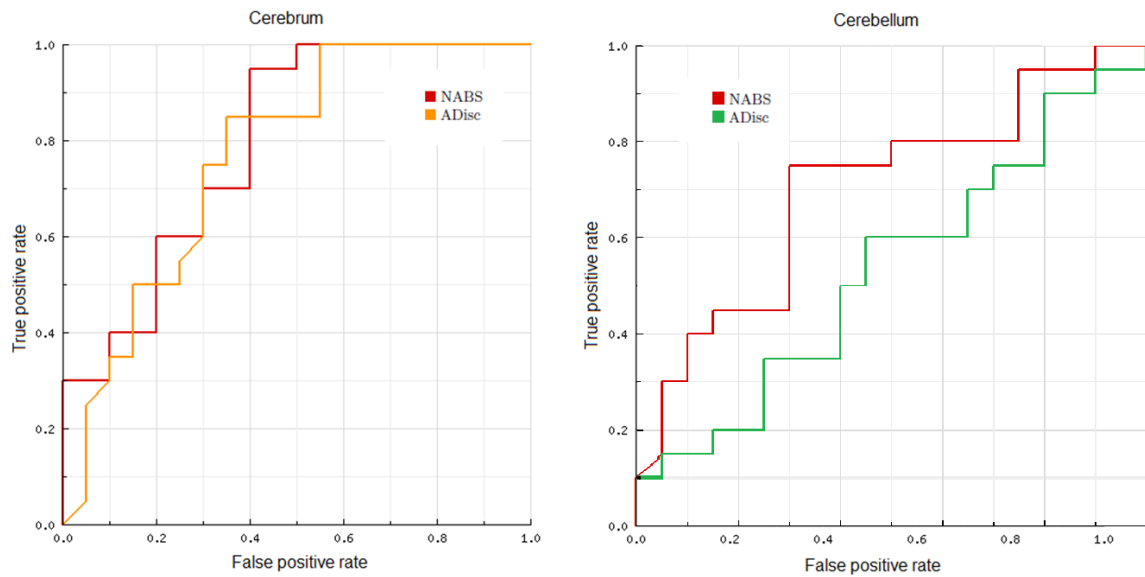 Cerebrum
1.0
0.8
0.6
0.4
0.2
0.0
True positive rate
NABS
ADisc
0.0 0.2 0.4 0.6 0.8 1.0
False positive rate
Cerebellum
1.0
0.8
0.6
0.4
0.2
0.0
True positive rate
NABS
ADisc
0.0 0.2 0.4 0.6 0.8 1.0
False positive rate